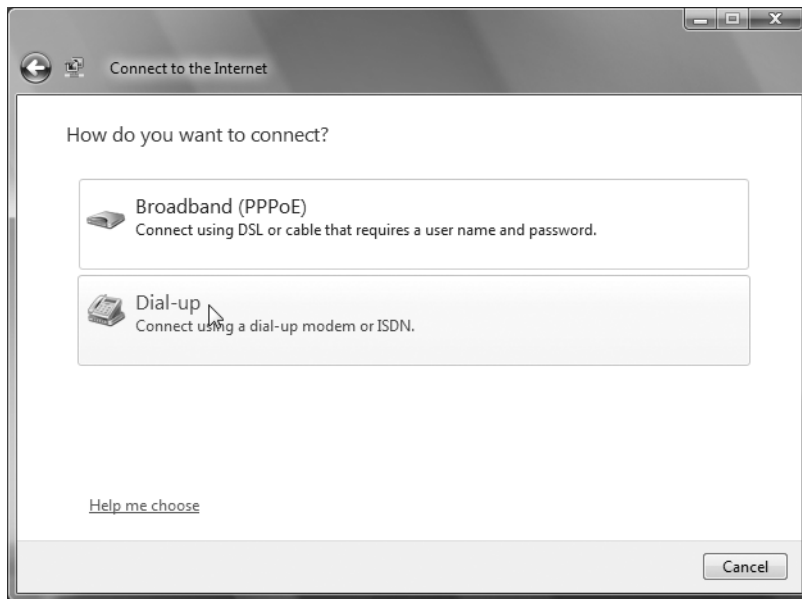 Connect to the Internet
How do you want to connect?
Broadband (PPPoE)
Connect using DSL or cable that requires a user name and password.
Dial-up
Connect using a dial-up modem or ISDN.
Help me choose
Cancel